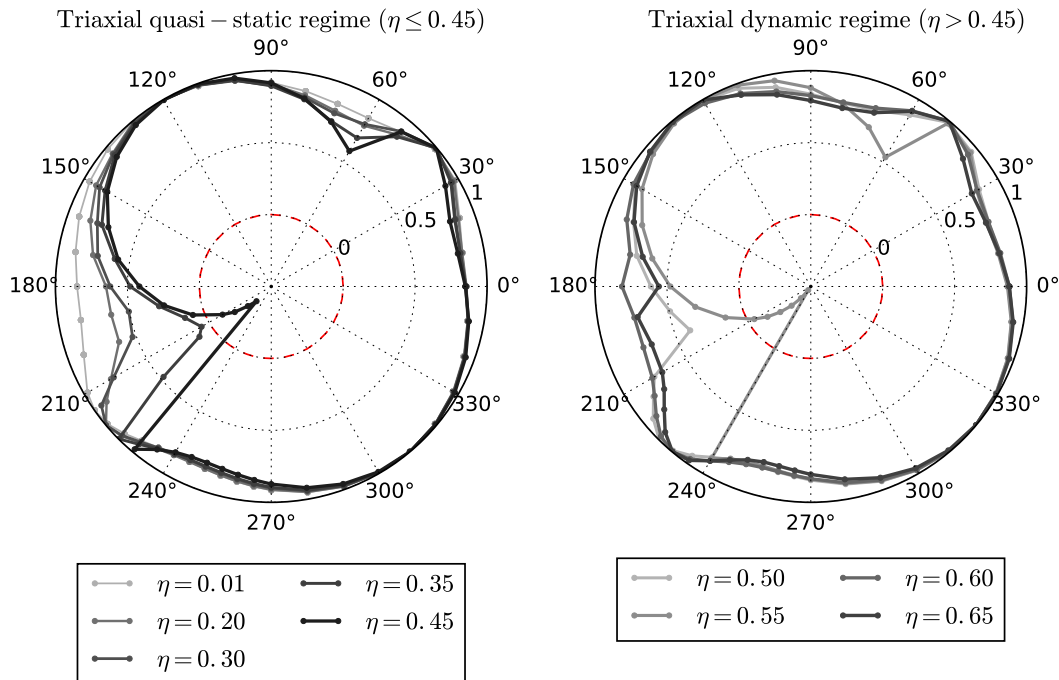 Triaxial quasi − static regime (η ≤ 0.45)
90°
120°
60°
150°
30°
1
0.5
0
180°
0°
210°
330°
240°
300°
270°
η = 0.01
η = 0.35
η = 0.20
η = 0.45
η = 0.30
Triaxial dynamic regime (η > 0.45)
90°
120°
60°
150°
30°
1
0.5
0
180°
0°
210°
330°
240°
300°
270°
η = 0.50
η = 0.60
η = 0.55
η = 0.65